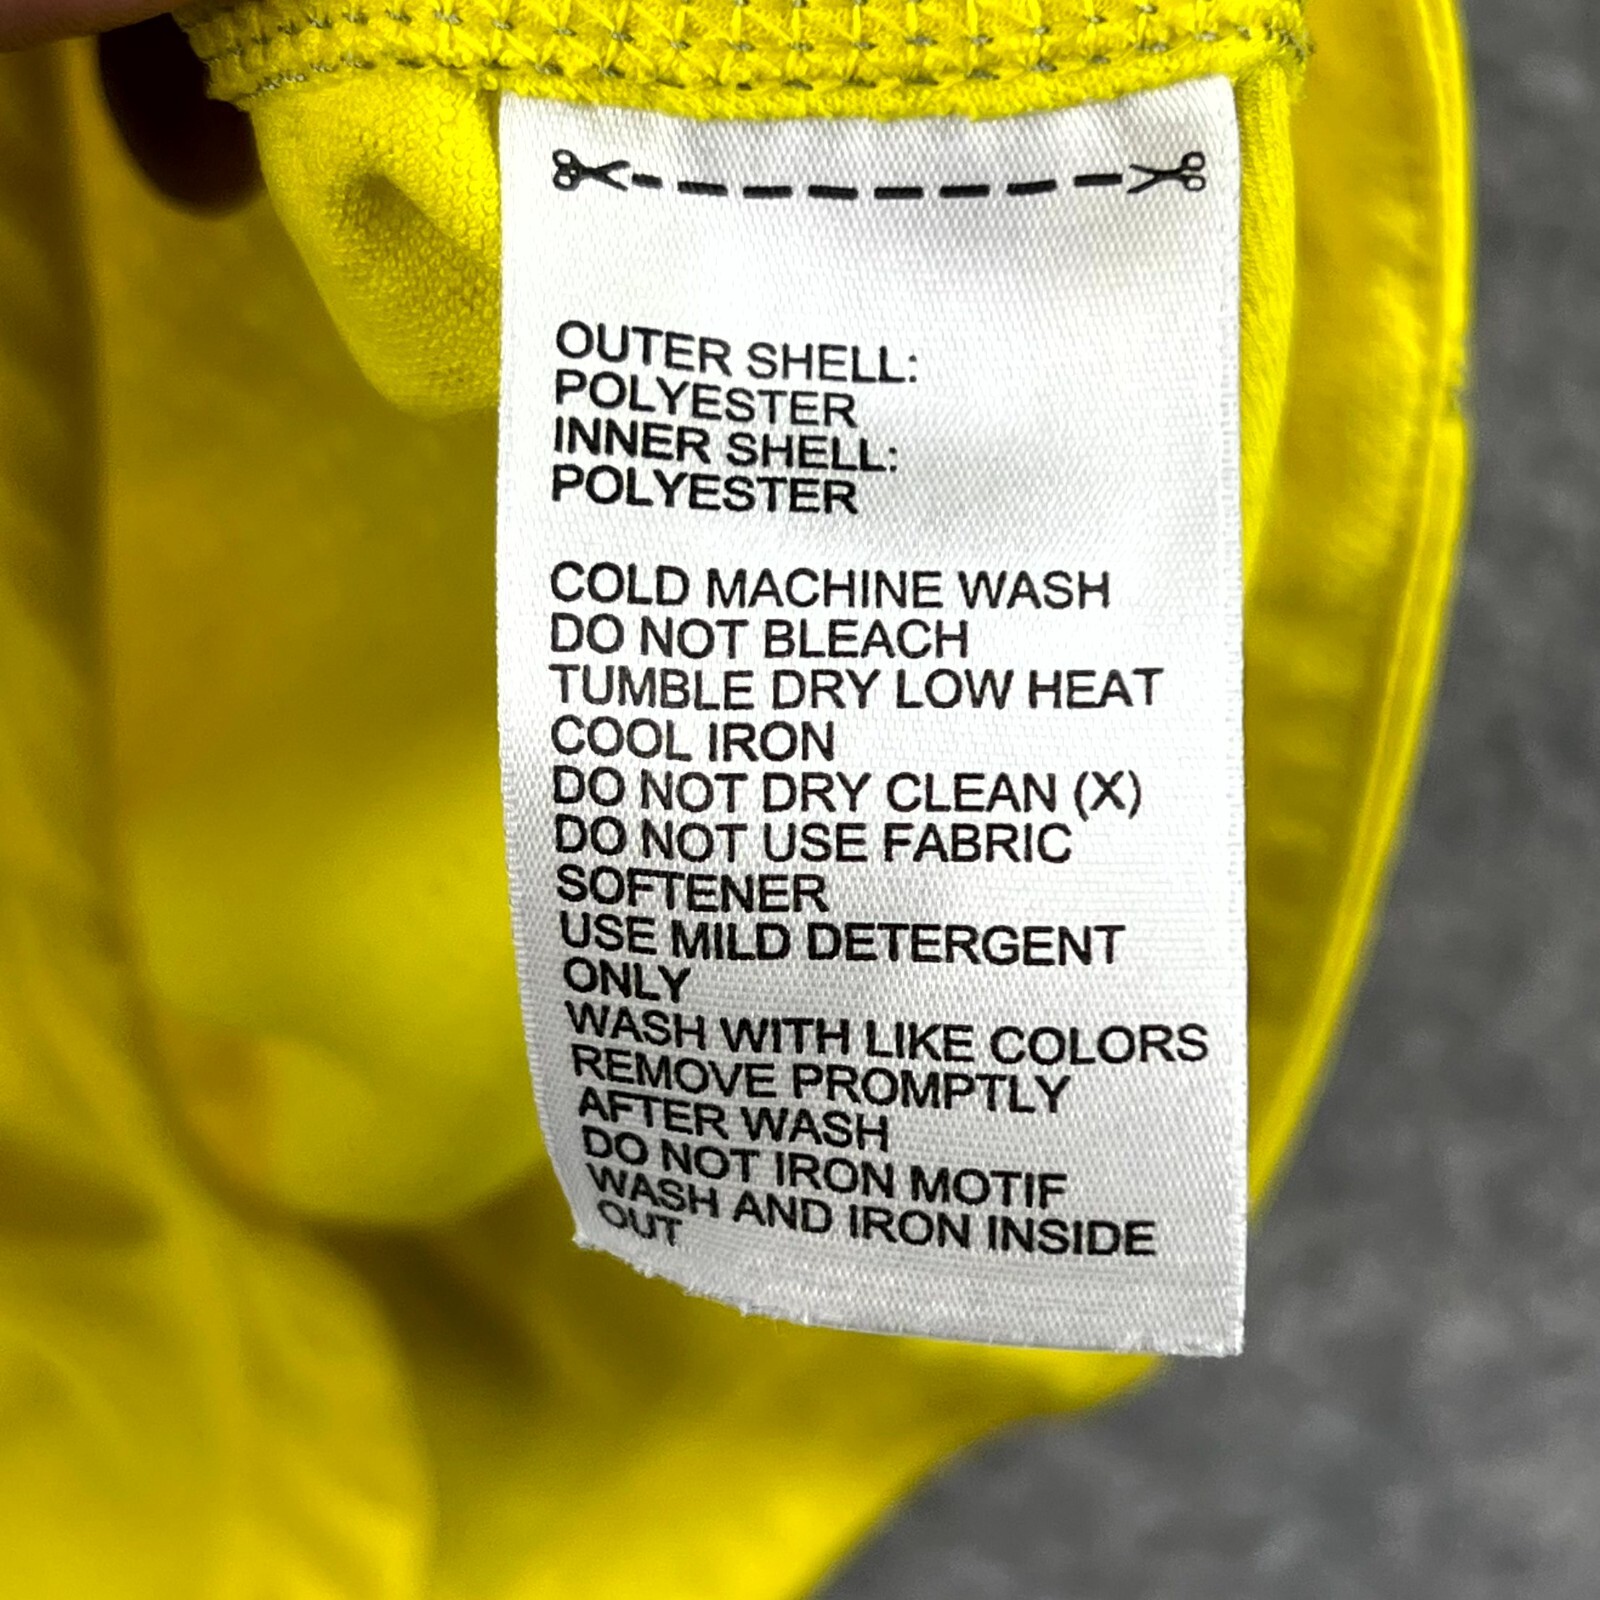 OUTER SHELL:
POLYESTER
INNER SHELL:
POLYESTER
COLD MACHINE WASH
DO NOT BLEACH
TUMBLE DRY LOW HEAT
COOL IRON
DO NOT DRY CLEAN (X)
DO NOT USE FABRIC
SOFTENER
USE MILD DETERGENT
ONLY
WASH WITH LIKE COLORS
REMOVE PROMPTLY
AFTER WASH
DO NOT IRON MOTIF
WASH AND IRON INSIDE
OUT